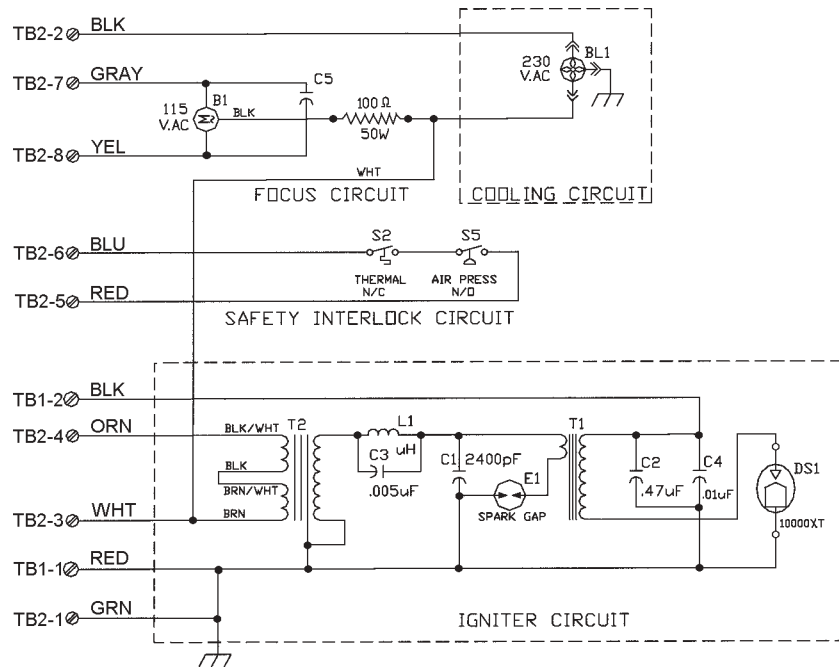 TB2-2 BLK
230 V.AC
BL1
TB2-7 GRAY
C5
115 V.AC
B1
BLK
100Ω
50W
TB2-8 YEL
WHT
FOCUS CIRCUIT
COOLING CIRCUIT
TB2-6 BLU
S2
S5
THERMAL N/C
AIR PRESS N/O
TB2-5 RED
SAFETY INTERLOCK CIRCUIT
TB1-2 BLK
TB2-4 ORN
BLK/WHT
T2
L1
uH
T1
C3
.005uF
C1 2400pF
BLK
E1
C2
.47uF
C4
.01uF
DS1
BRN/WHT
SPARK GAP
10000XT
TB2-3 WHT
BRN
TB1-1 RED
TB2-1 GRN
IGNITER CIRCUIT